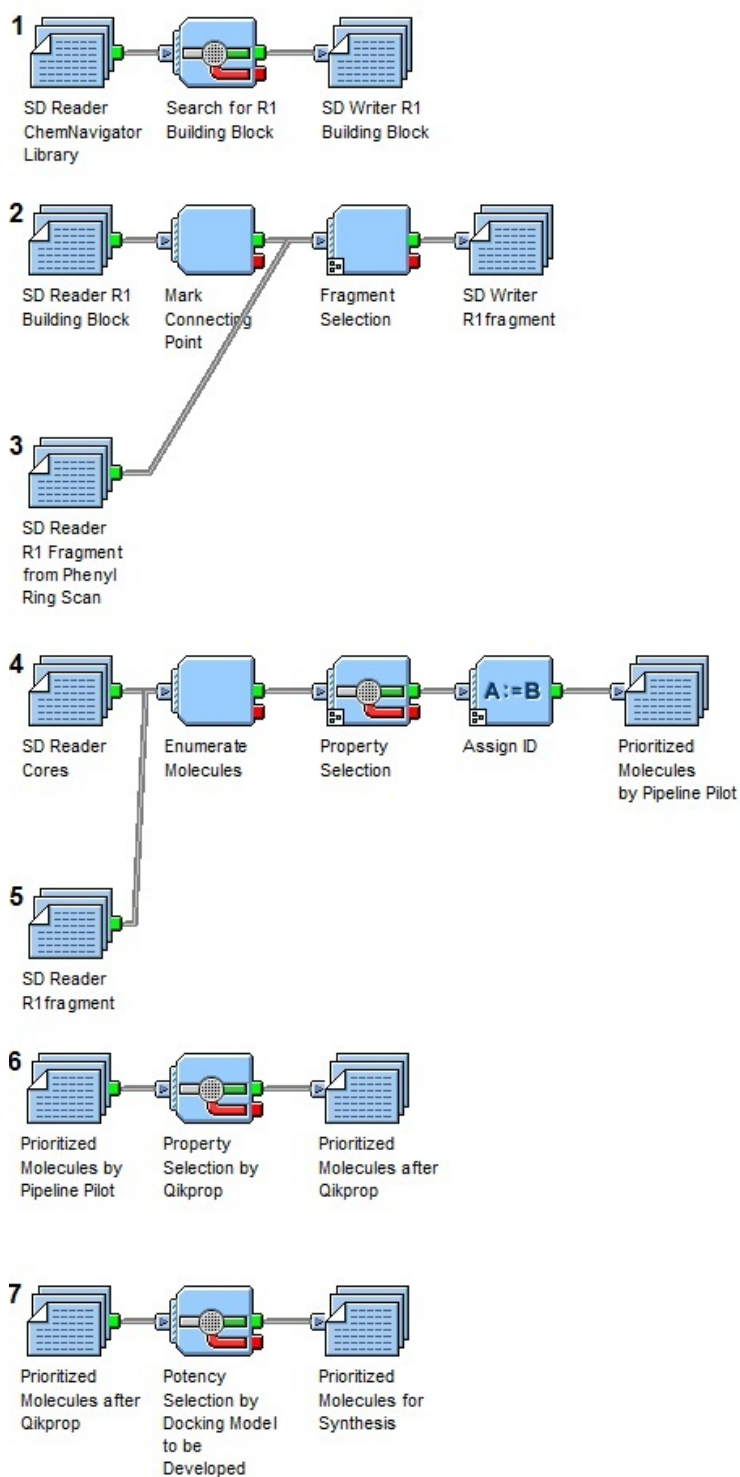 1
SD Reader
ChemNavigator
Library
Search for R1
Building Block
SD Writer R1
Building Block
2
SD Reader R1
Building Block
Mark
Connecting
Point
Fragment
Selection
SD Writer
R1fragment
3
SD Reader
R1 Fragment
from Phenyl
Ring Scan
4
SD Reader
Cores
Enumerate
Molecules
Property
Selection
A:=B
Assign ID
Prioritized
Molecules
by Pipeline Pilot
5
SD Reader
R1fragment
6
Prioritized
Molecules by
Pipeline Pilot
Property
Selection by
Qikprop
Prioritized
Molecules after
Qikprop
7
Prioritized
Molecules after
Qikprop
Potency
Selection by
Docking Model
to be
Developed
Prioritized
Molecules for
Synthesis